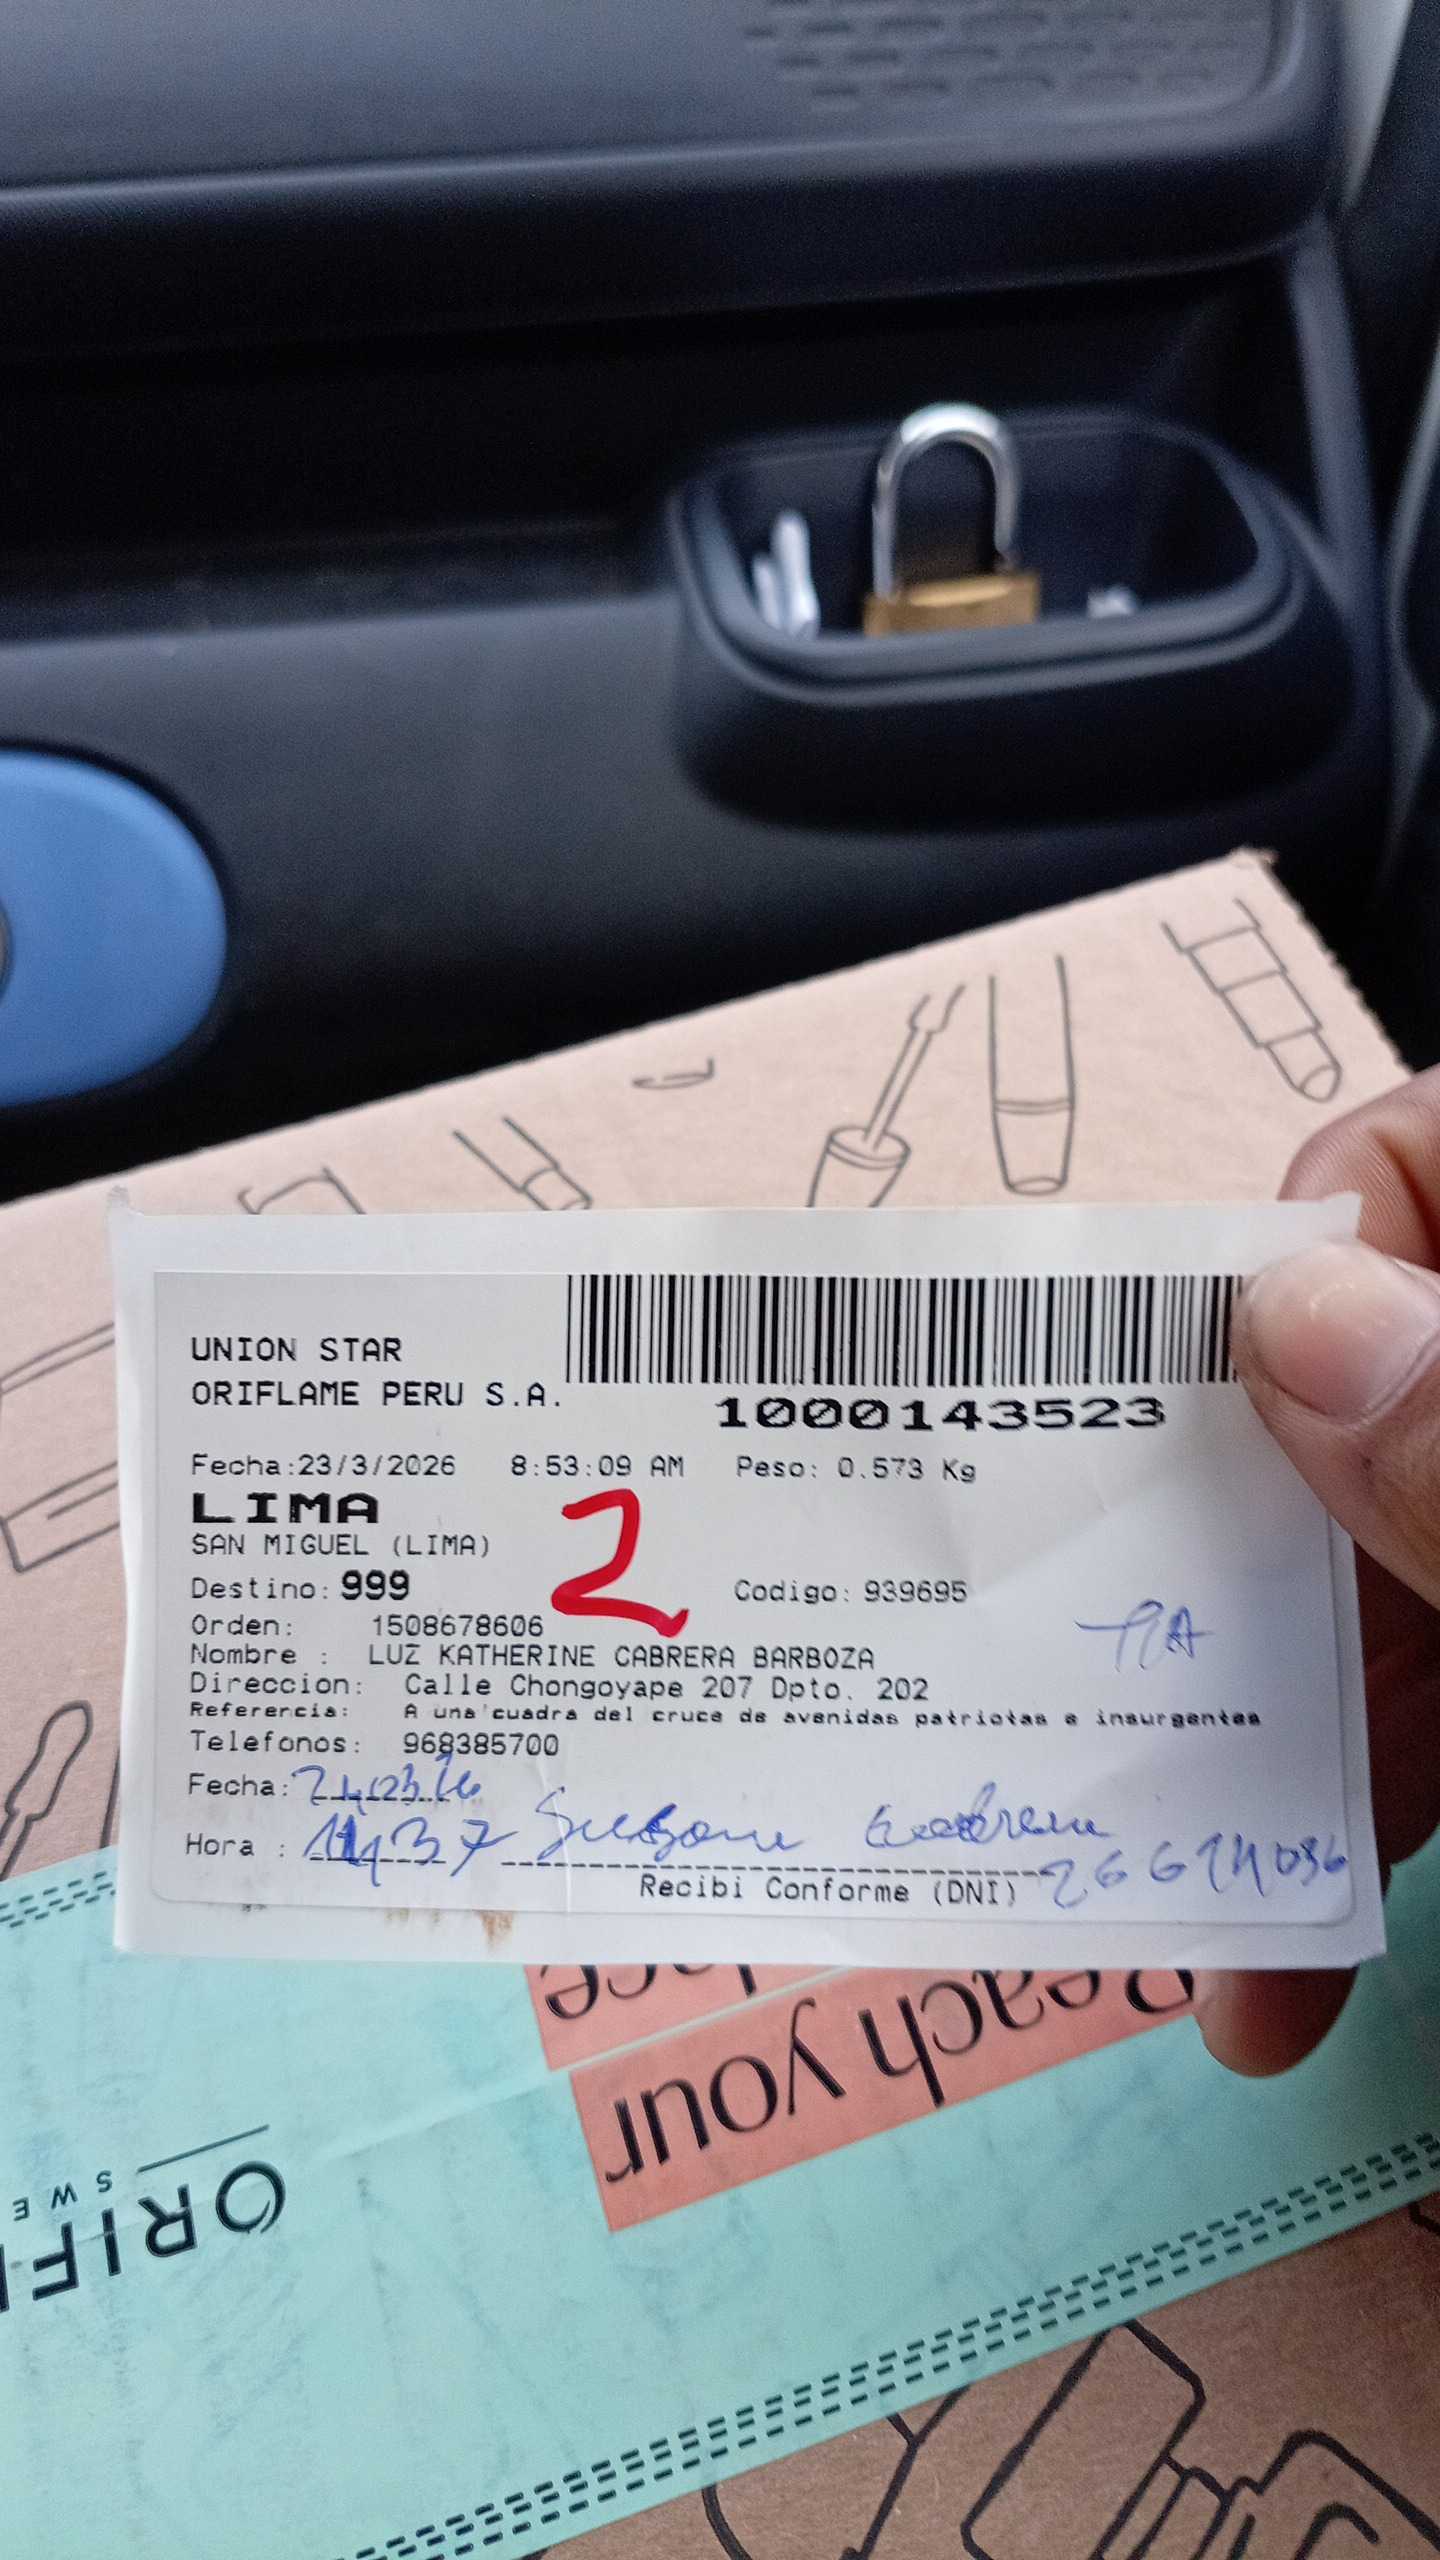 UNION STAR
ORIFLAME PERU S.A.
1000143523
Fecha:23/3/2026 8:53:09 AM Peso: 0.573 Kg
LIMA
SAN MIGUEL (LIMA)
2
Destino: 999 Codigo: 939695
Orden: 1508678606
Nombre : LUZ KATHERINE CABRERA BARBOZA
Direccion: Calle Chongoyape 207 Dpto. 202
Referencia: A una cuadra del cruce de avenidas patriotas e insurgentes
Telefonos: 968385700
Fecha:
Hora :
Recibi Conforme (DNI)
Reach your
ORIF
SWE